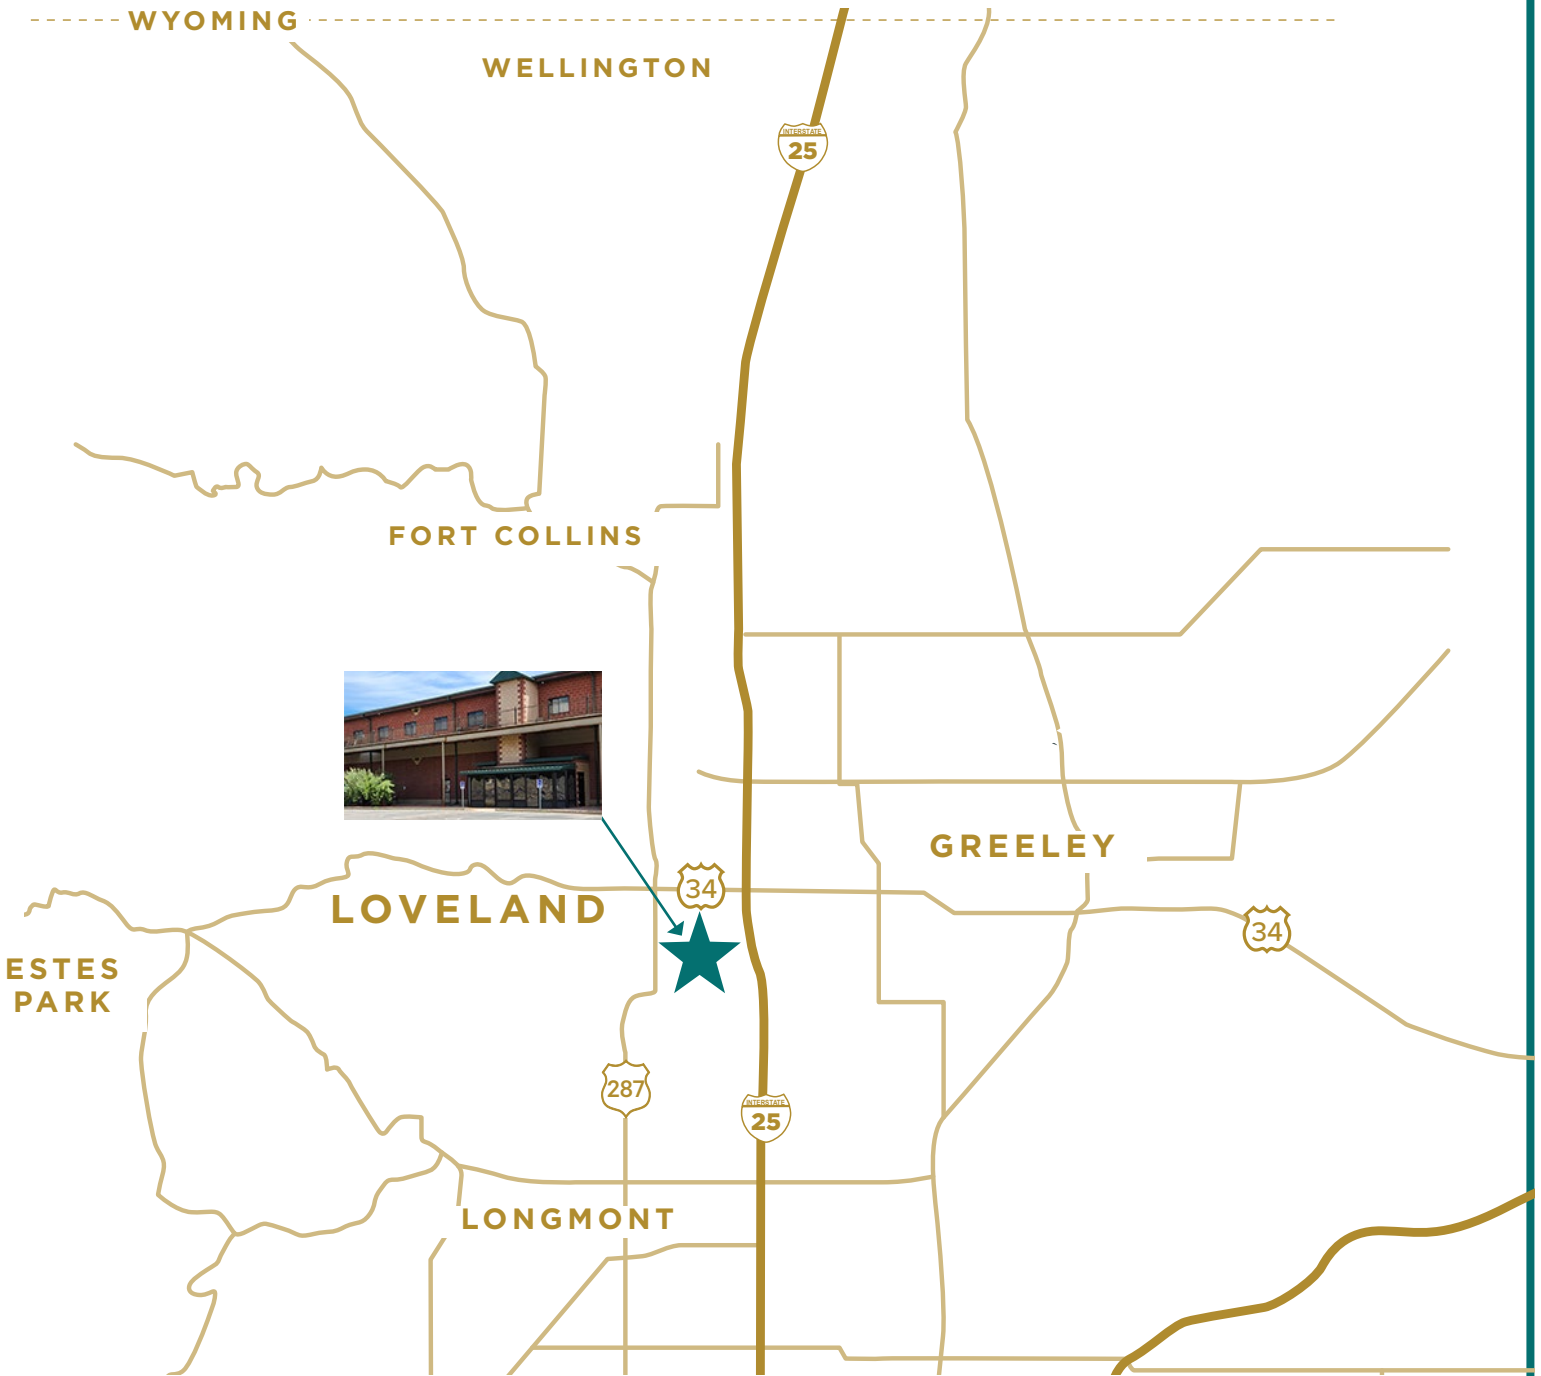 WYOMING
WELLINGTON
INTERSTATE
25
FORT COLLINS
GREELEY
34
LOVELAND
34
ESTES
PARK
287
INTERSTATE
25
LONGMONT